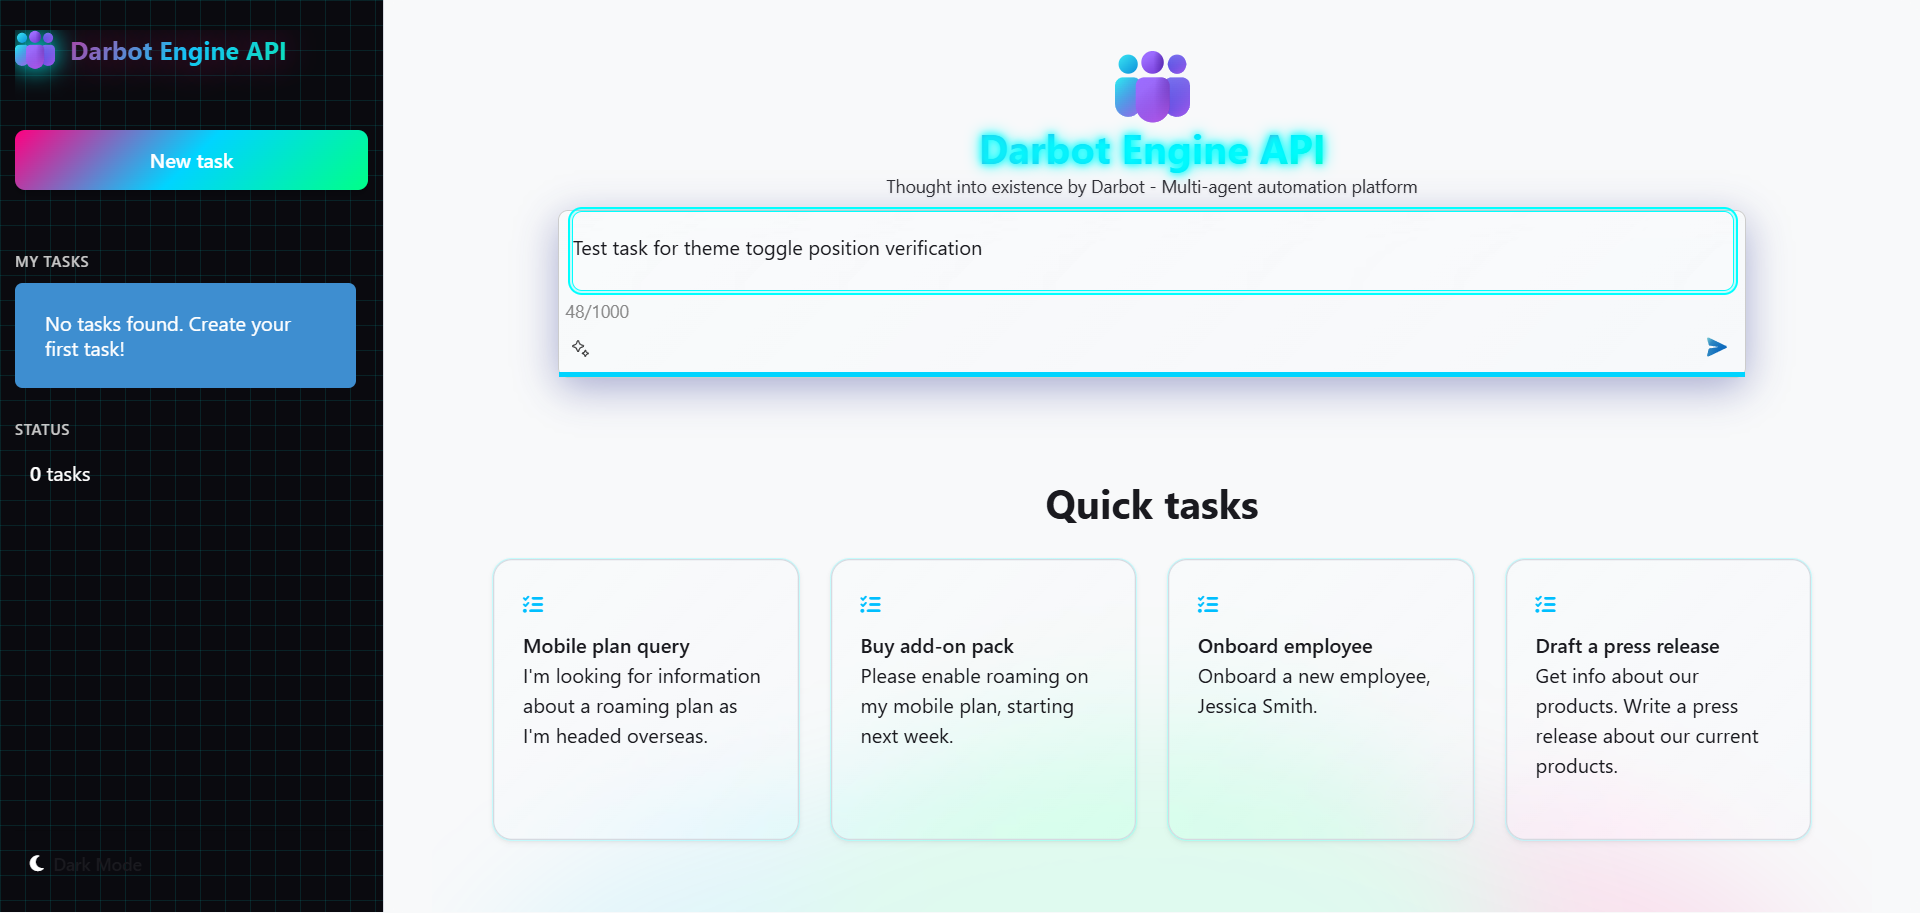 Darbot Engine API
New task
MY TASKS
No tasks found. Create your
first task!
STATUS
0 tasks
Dark Mode
Darbot Engine API
Thought into existence by Darbot - Multi-agent automation platform
Test task for theme toggle position verification
48/1000
Quick tasks
Mobile plan query
I'm looking for information
about a roaming plan as
I'm headed overseas.
Buy add-on pack
Please enable roaming on
my mobile plan, starting
next week.
Onboard employee
Onboard a new employee,
Jessica Smith.
Draft a press release
Get info about our
products. Write a press
release about our current
products.